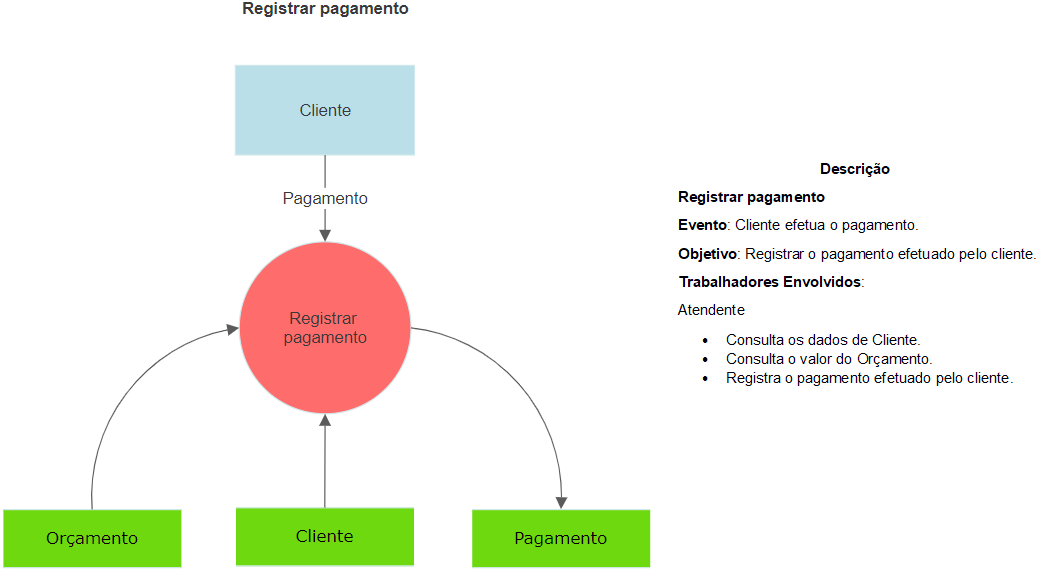 Registrar pagamento
Cliente
Pagamento
Registrar
pagamento
Orçamento
Cliente
Pagamento
Descrição
Registrar pagamento
Evento: Cliente efetua o pagamento.
Objetivo: Registrar o pagamento efetuado pelo cliente.
Trabalhadores Envolvidos:
Atendente
• Consulta os dados de Cliente.
• Consulta o valor do Orçamento.
• Registra o pagamento efetuado pelo cliente.